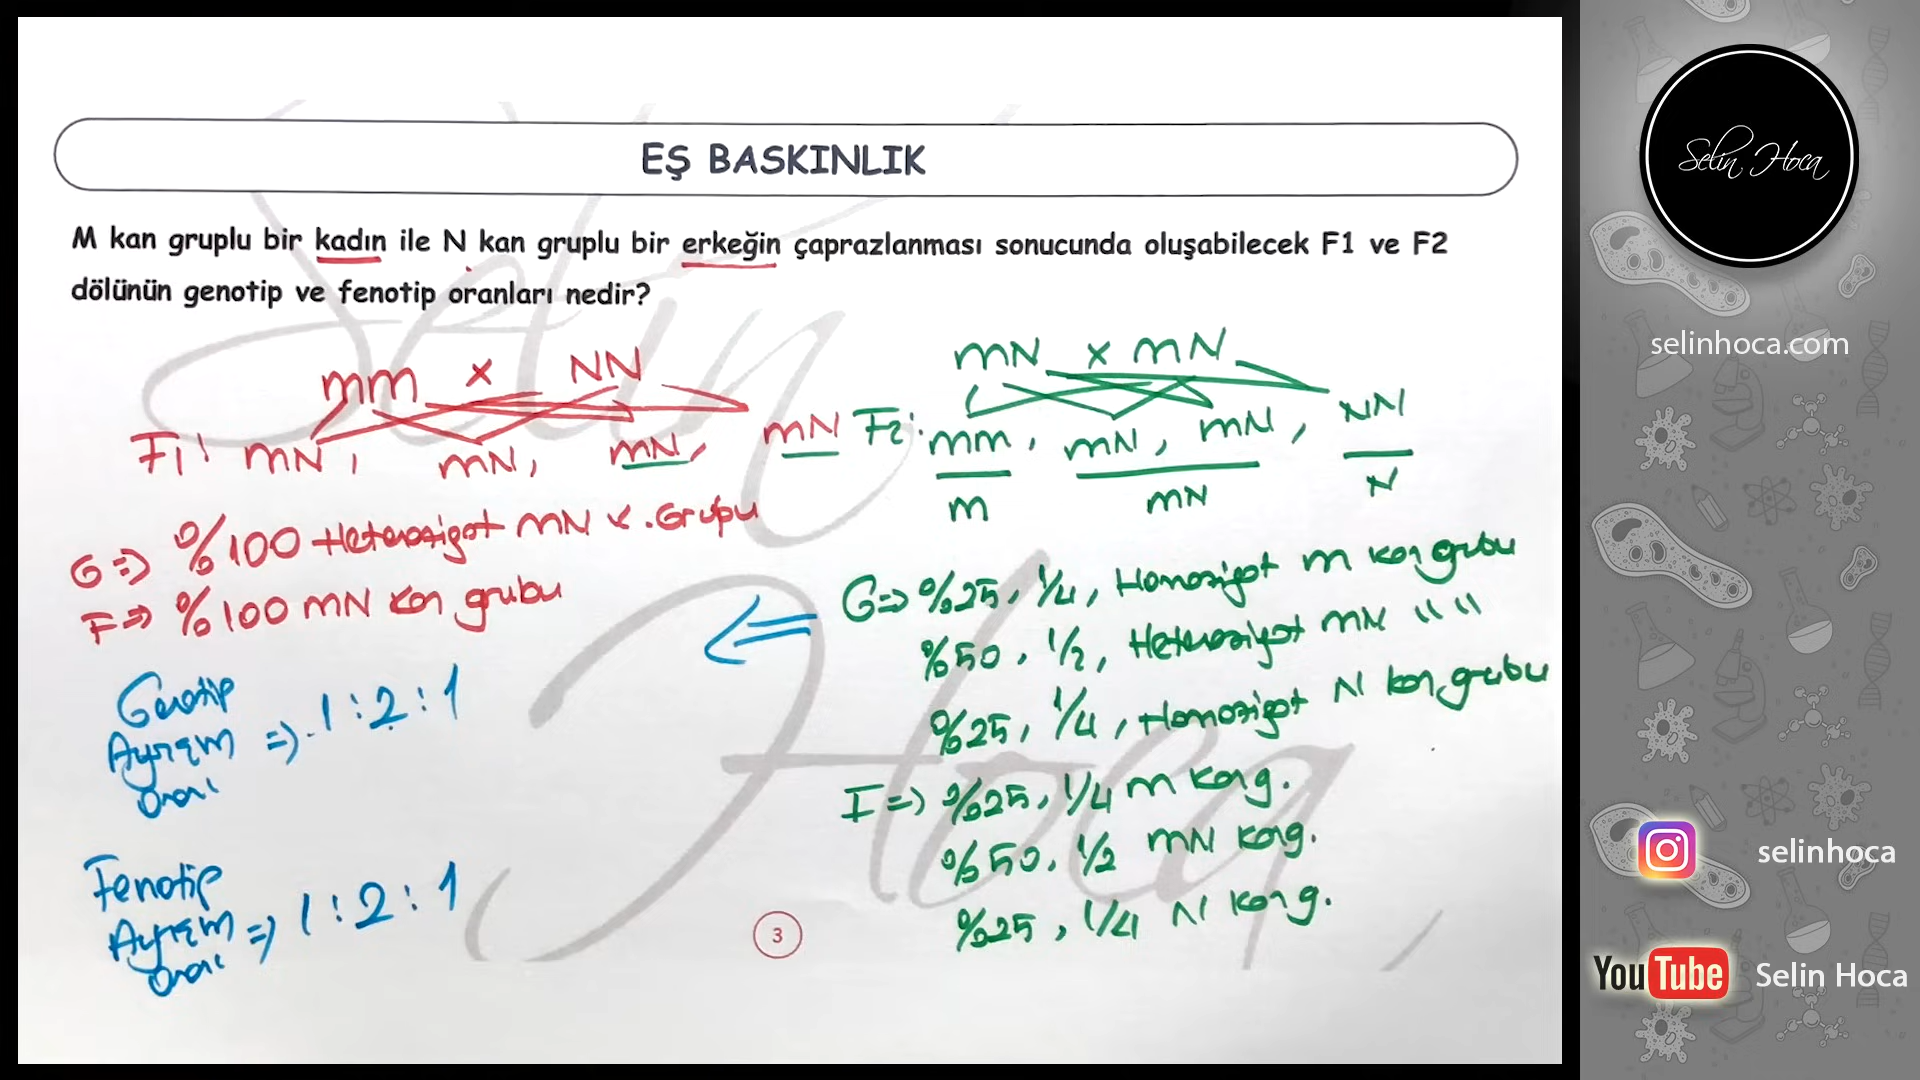 EŞ BASKINLIK
M kan gruplu bir kadın ile N kan gruplu bir erkeğin çaprazlanması sonucunda oluşabilecek F1 ve F2
dölünün genotip ve fenotip oranları nedir?
mm x NN
F1: mN, mN, mN, mN
G => %100 Heterozigot mN k. Grubu
F => %100 mN kan grubu
Genotip
Ayrışım => 1 : 2 : 1
Oranı
Fenotip
Ayrışım => 1 : 2 : 1
Oranı
mN x mN
F2: mm, mN, mN, NN
m mN N
G => %25, 1/4, Homozigot m kan grubu
%50, 1/2, Heterozigot mN " "
%25, 1/4, Homozigot N kan grubu
F => %25, 1/4 m kan g.
%50, 1/2 mN kan g.
%25, 1/4 N kan g.
3
Selin Hoca
Selin Hoca
selinhoca.com
selinhoca
YouTube Selin Hoca